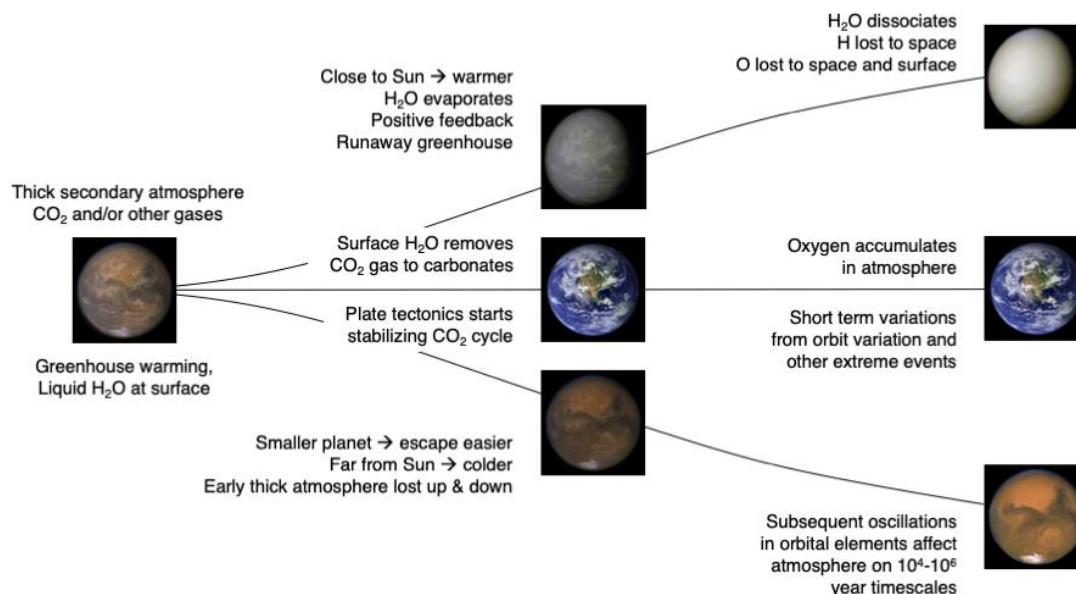 Thick secondary atmosphere
CO₂ and/or other gases
Greenhouse warming,
Liquid H₂O at surface
Close to Sun → warmer
H₂O evaporates
Positive feedback
Runaway greenhouse
H₂O dissociates
H lost to space
O lost to space and surface
Surface H₂O removes
CO₂ gas to carbonates
Plate tectonics starts
stabilizing CO₂ cycle
Oxygen accumulates
in atmosphere
Short term variations
from orbit variation and
other extreme events
Smaller planet → escape easier
Far from Sun → colder
Early thick atmosphere lost up & down
Subsequent oscillations
in orbital elements affect
atmosphere on 10⁴-10⁶
year timescales